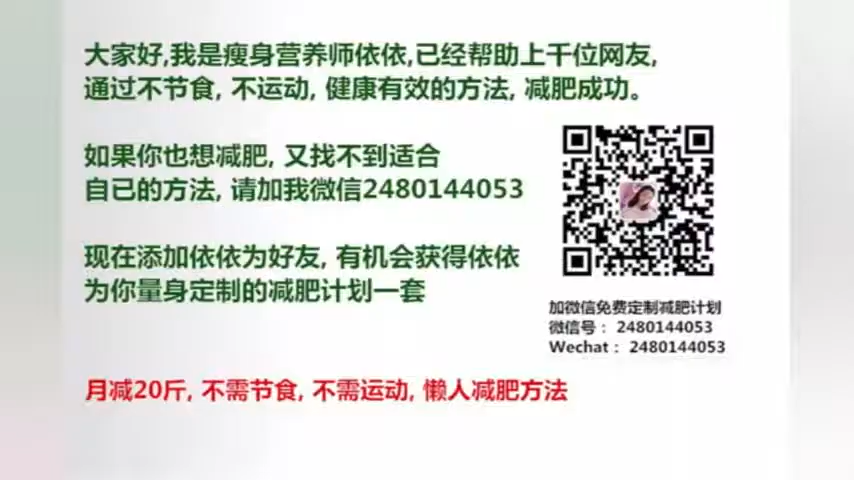 大家好,我是瘦身营养师依依,已经帮助上千位网友,
通过不节食, 不运动, 健康有效的方法, 减肥成功。
如果你也想减肥, 又找不到适合
自已的方法, 请加我微信2480144053
现在添加依依为好友, 有机会获得依依
为你量身定制的减肥计划一套
加微信免费定制减肥计划
微信号： 2480144053
Wechat： 2480144053
月减20斤, 不需节食, 不需运动, 懒人减肥方法